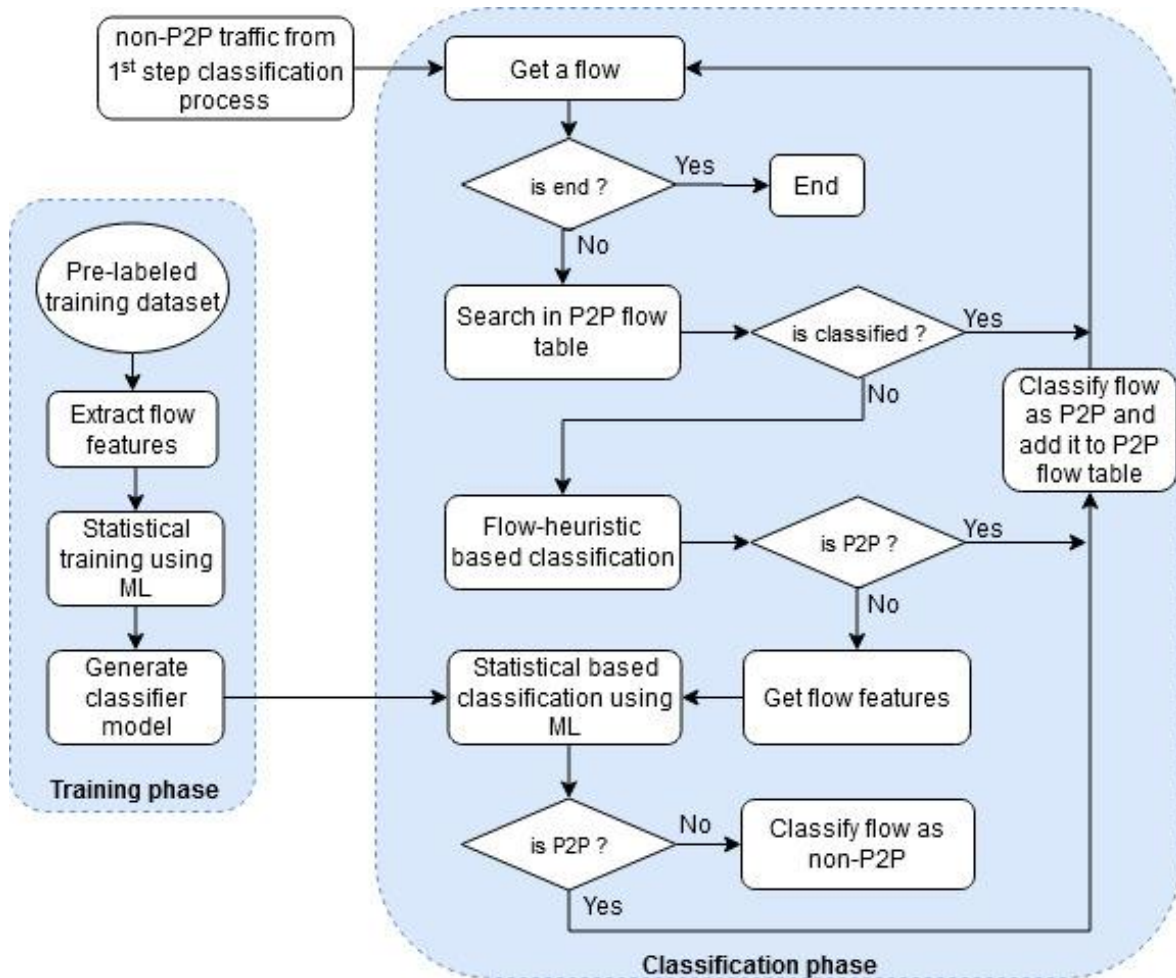 non-P2P traffic from
1st step classification
process
Get a flow
is end ?
Yes
End
No
Search in P2P flow
table
is classified ?
Yes
No
Classify flow
as P2P and
add it to P2P
flow table
Flow-heuristic
based classification
is P2P ?
Yes
No
Get flow features
Statistical based
classification using
ML
is P2P ?
No
Classify flow as
non-P2P
Yes
Classification phase
Pre-labeled
training dataset
Extract flow
features
Statistical
training using
ML
Generate
classifier
model
Training phase